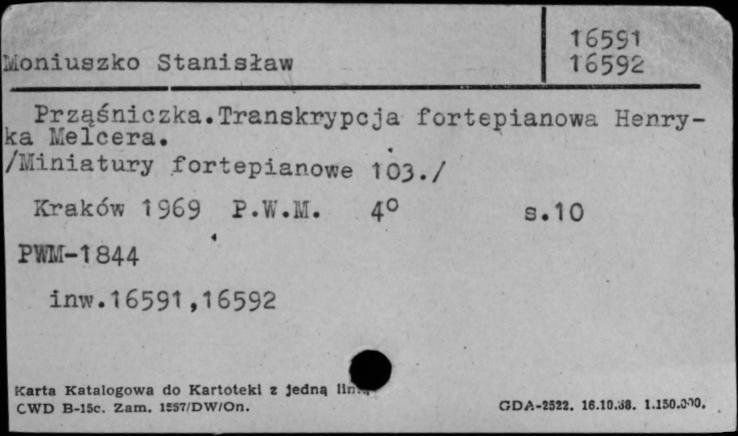 16591
Moniuszko Stanisław
16592
Prząśniczka.Transkrypcja fortepianowa Henry-
ka Melcera.
/Miniatury fortepianowe 103./
Kraków 1969 P.W.M. 4° s.10
PWM-1844
inw.16591,16592
Karta Katalogowa do Kartoteki z jedną
CWD B-15c. Zam. 1557/DW/On. GDA-2522. 16.10.68. 1.150.000.